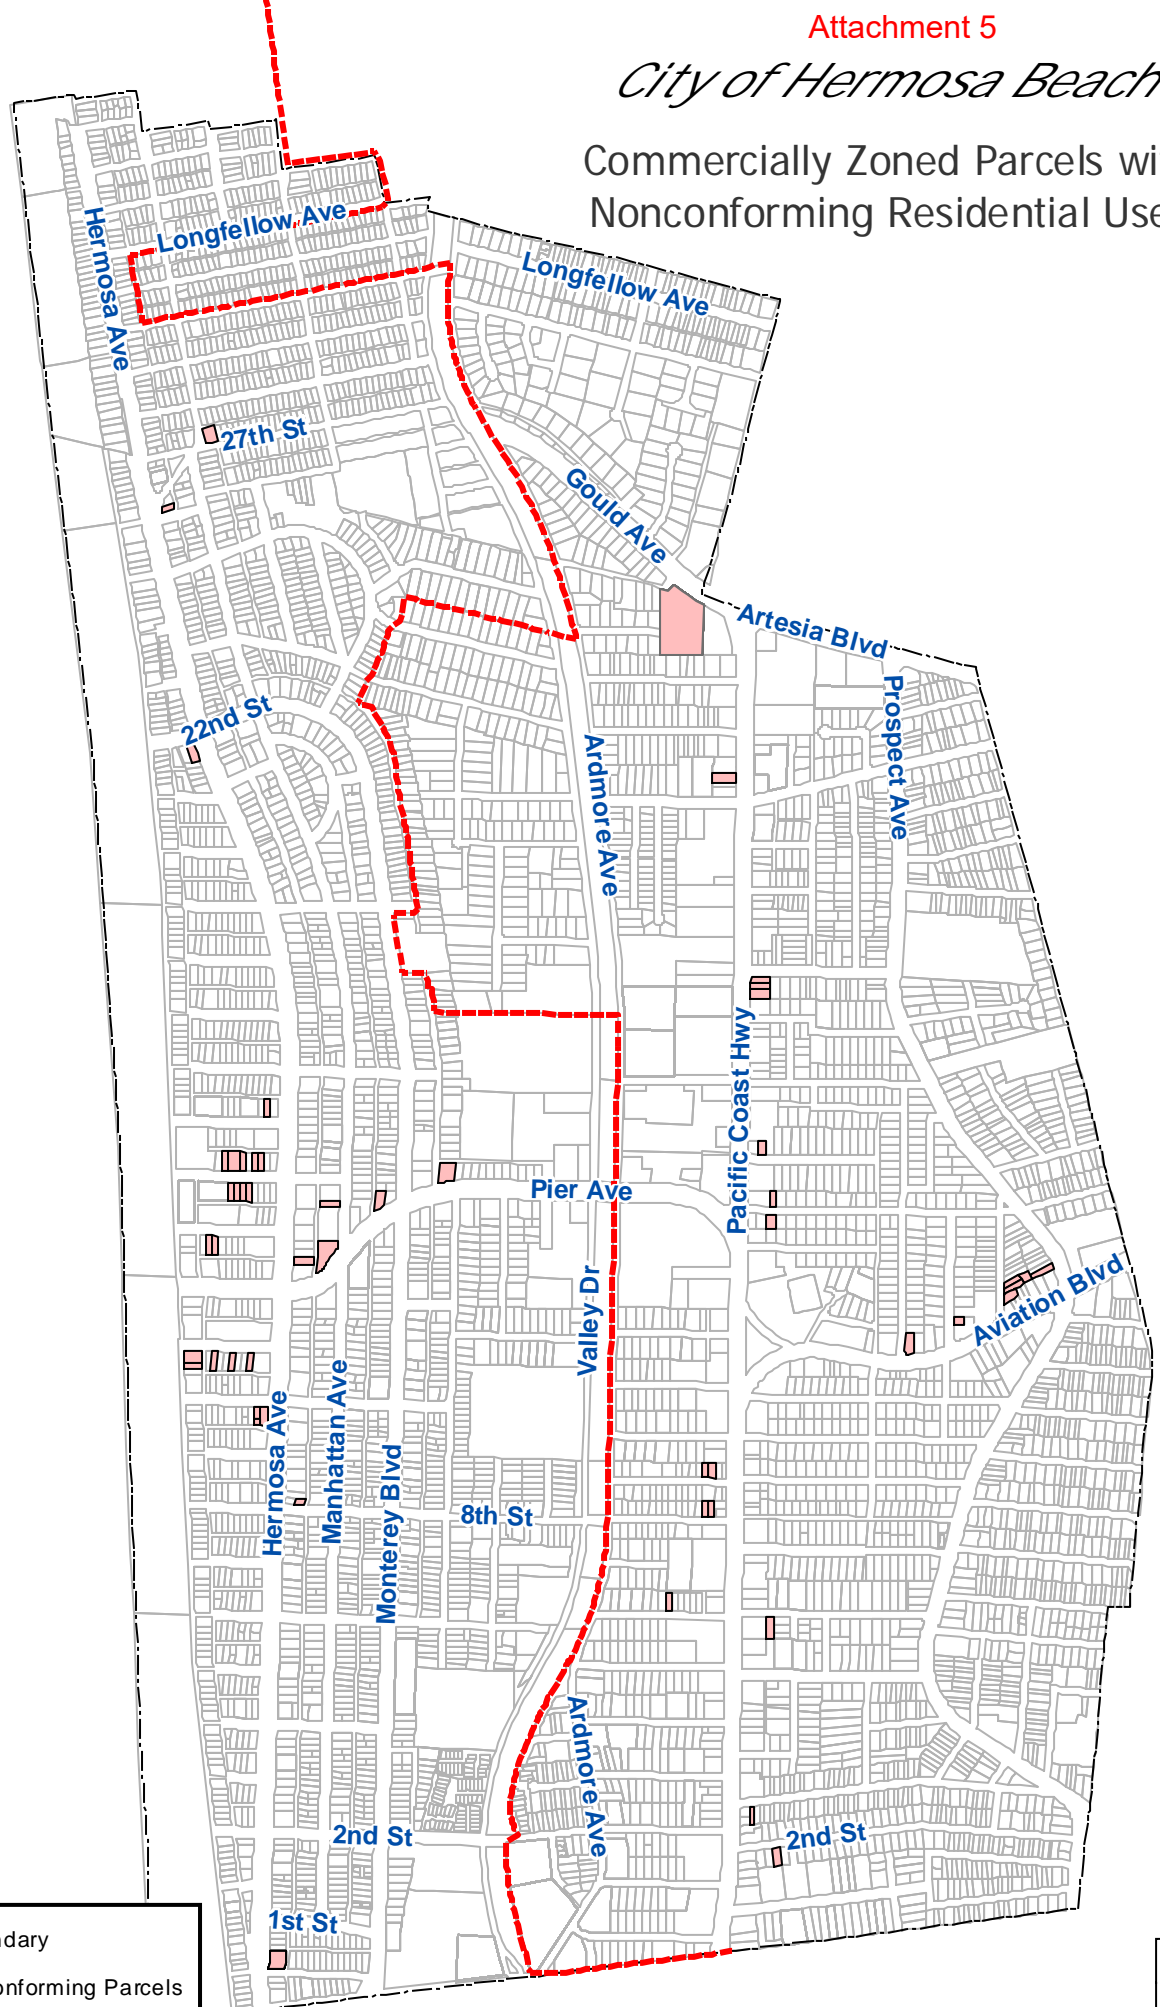 Attachment 5
City of Hermosa Beach
Commercially Zoned Parcels wi
Nonconforming Residential Use
Hermosa Ave
Longfellow Ave
Longfellow Ave
27th St
Gould Ave
Artesia Blvd
Prospect Ave
22nd St
Ardmore Ave
Pacific Coast Hwy
Pier Ave
Valley Dr
Aviation Blvd
Hermosa Ave
Manhattan Ave
Monterey Blvd
8th St
Ardmore Ave
2nd St
2nd St
1st St
ndary
onforming Parcels